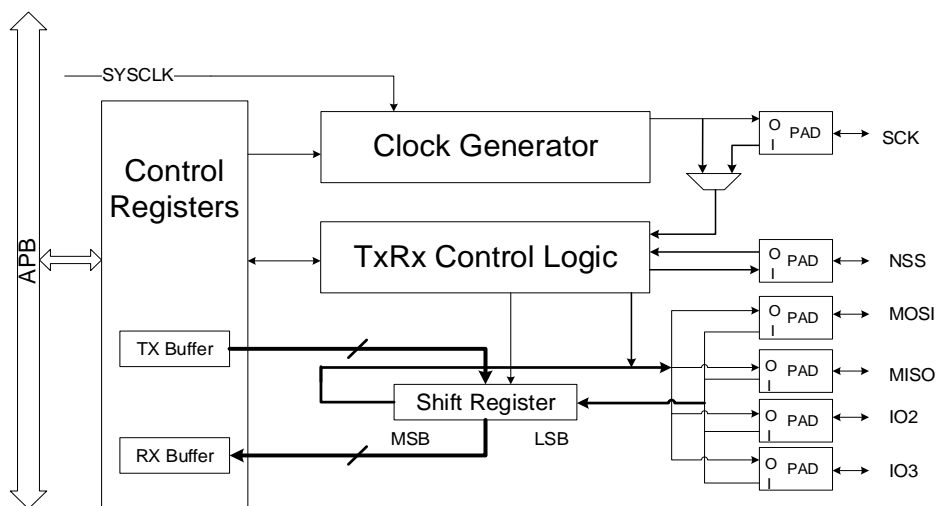 SYSCLK
Clock Generator
O
I
PAD
SCK
Control
Registers
APB
TxRx Control Logic
O
I
PAD
NSS
O
I
PAD
MOSI
TX Buffer
O
I
PAD
MISO
Shift Register
O
I
PAD
IO2
MSB
LSB
RX Buffer
O
I
PAD
IO3